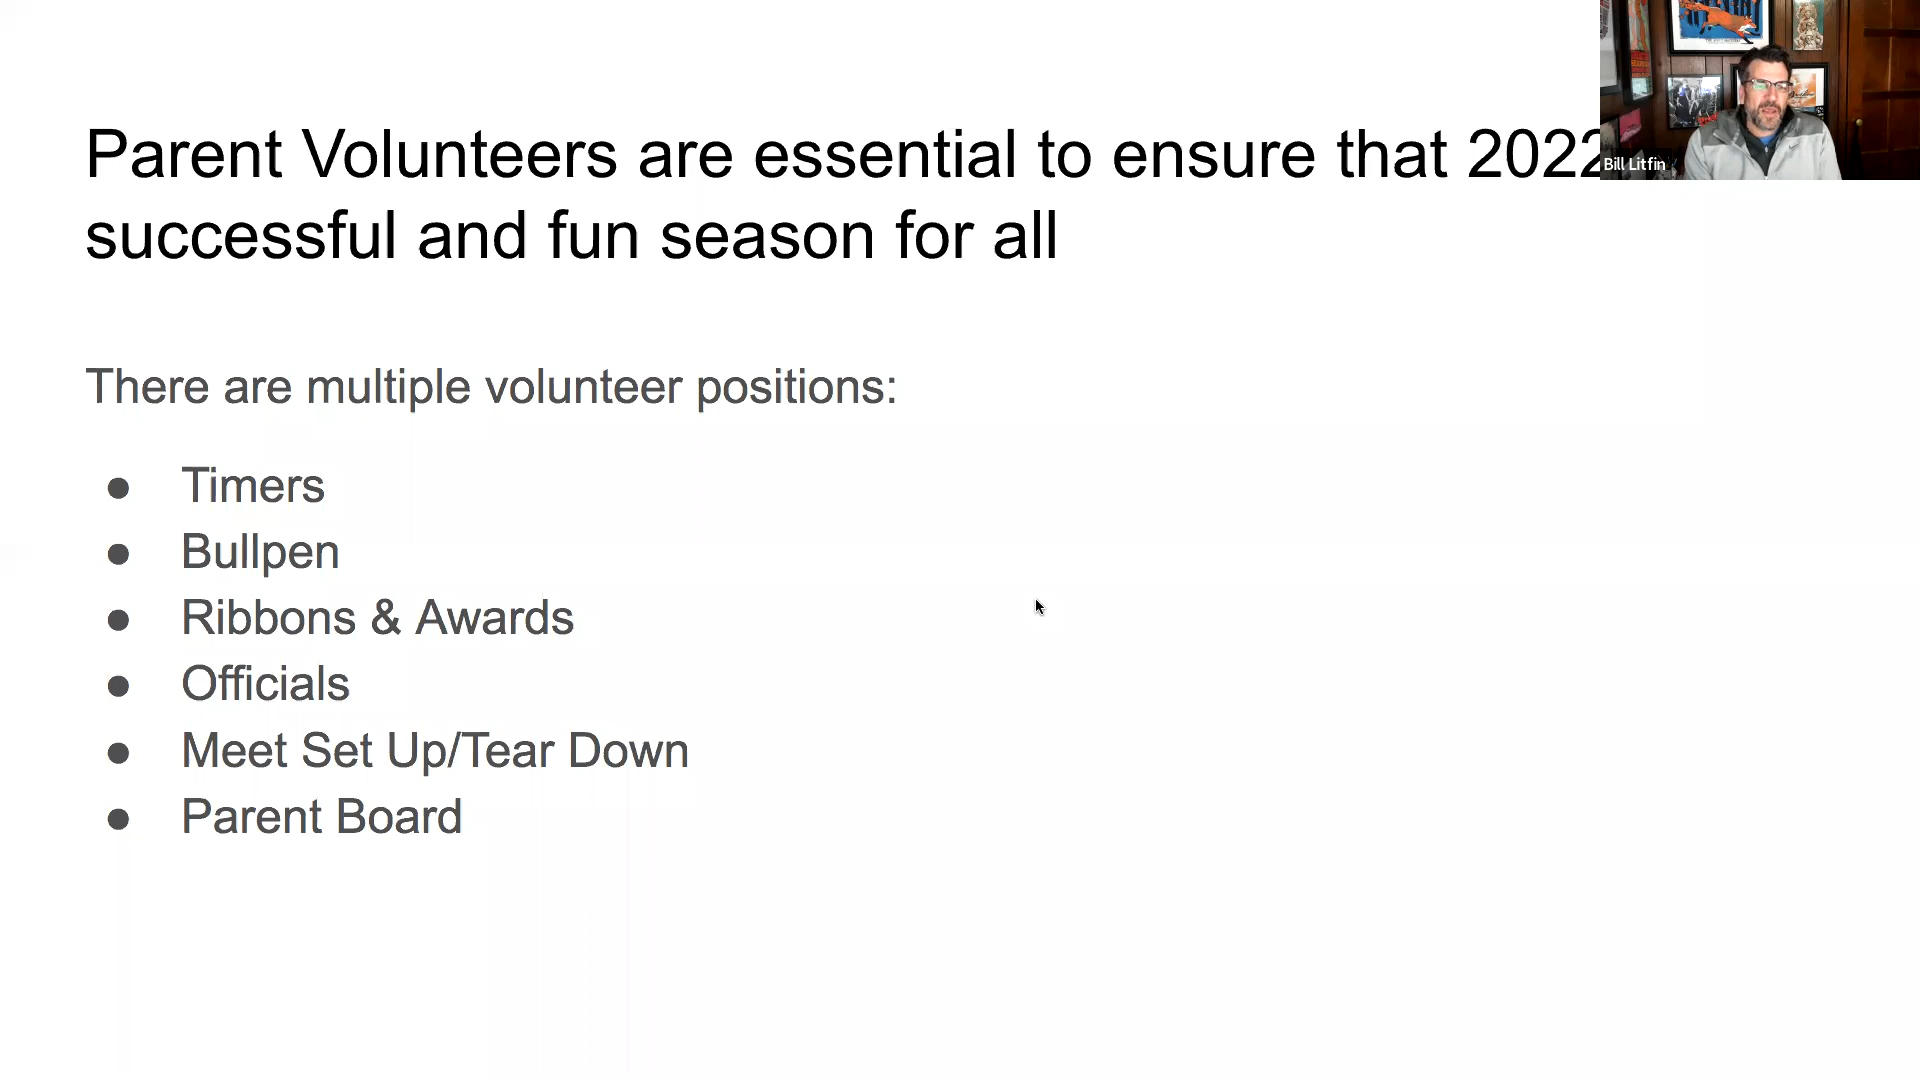 Parent Volunteers are essential to ensure that 2022
successful and fun season for all
Bill Litfin
There are multiple volunteer positions:
● Timers
● Bullpen
● Ribbons & Awards
● Officials
● Meet Set Up/Tear Down
● Parent Board